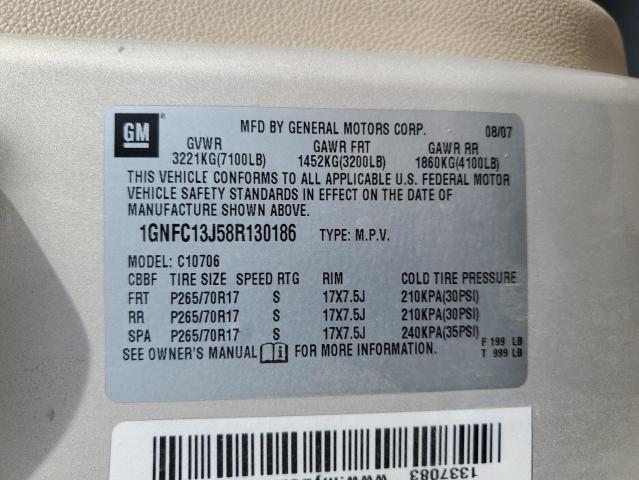 GM
MFD BY GENERAL MOTORS CORP. 08/07
GVWR GAWR FRT GAWR RR
3221KG(7100LB) 1452KG(3200LB) 1860KG(4100LB)
THIS VEHICLE CONFORMS TO ALL APPLICABLE U.S. FEDERAL MOTOR
VEHICLE SAFETY STANDARDS IN EFFECT ON THE DATE OF
MANUFACTURE SHOWN ABOVE.
1GNFC13J58R130186 TYPE: M.P.V.
MODEL: C10706
CBBF TIRE SIZE SPEED RTG RIM COLD TIRE PRESSURE
FRT P265/70R17 S 17X7.5J 210KPA(30PSI)
RR P265/70R17 S 17X7.5J 210KPA(30PSI)
SPA P265/70R17 S 17X7.5J 240KPA(35PSI)
SEE OWNER'S MANUAL FOR MORE INFORMATION.
F 199 LB
T 999 LB
1337083